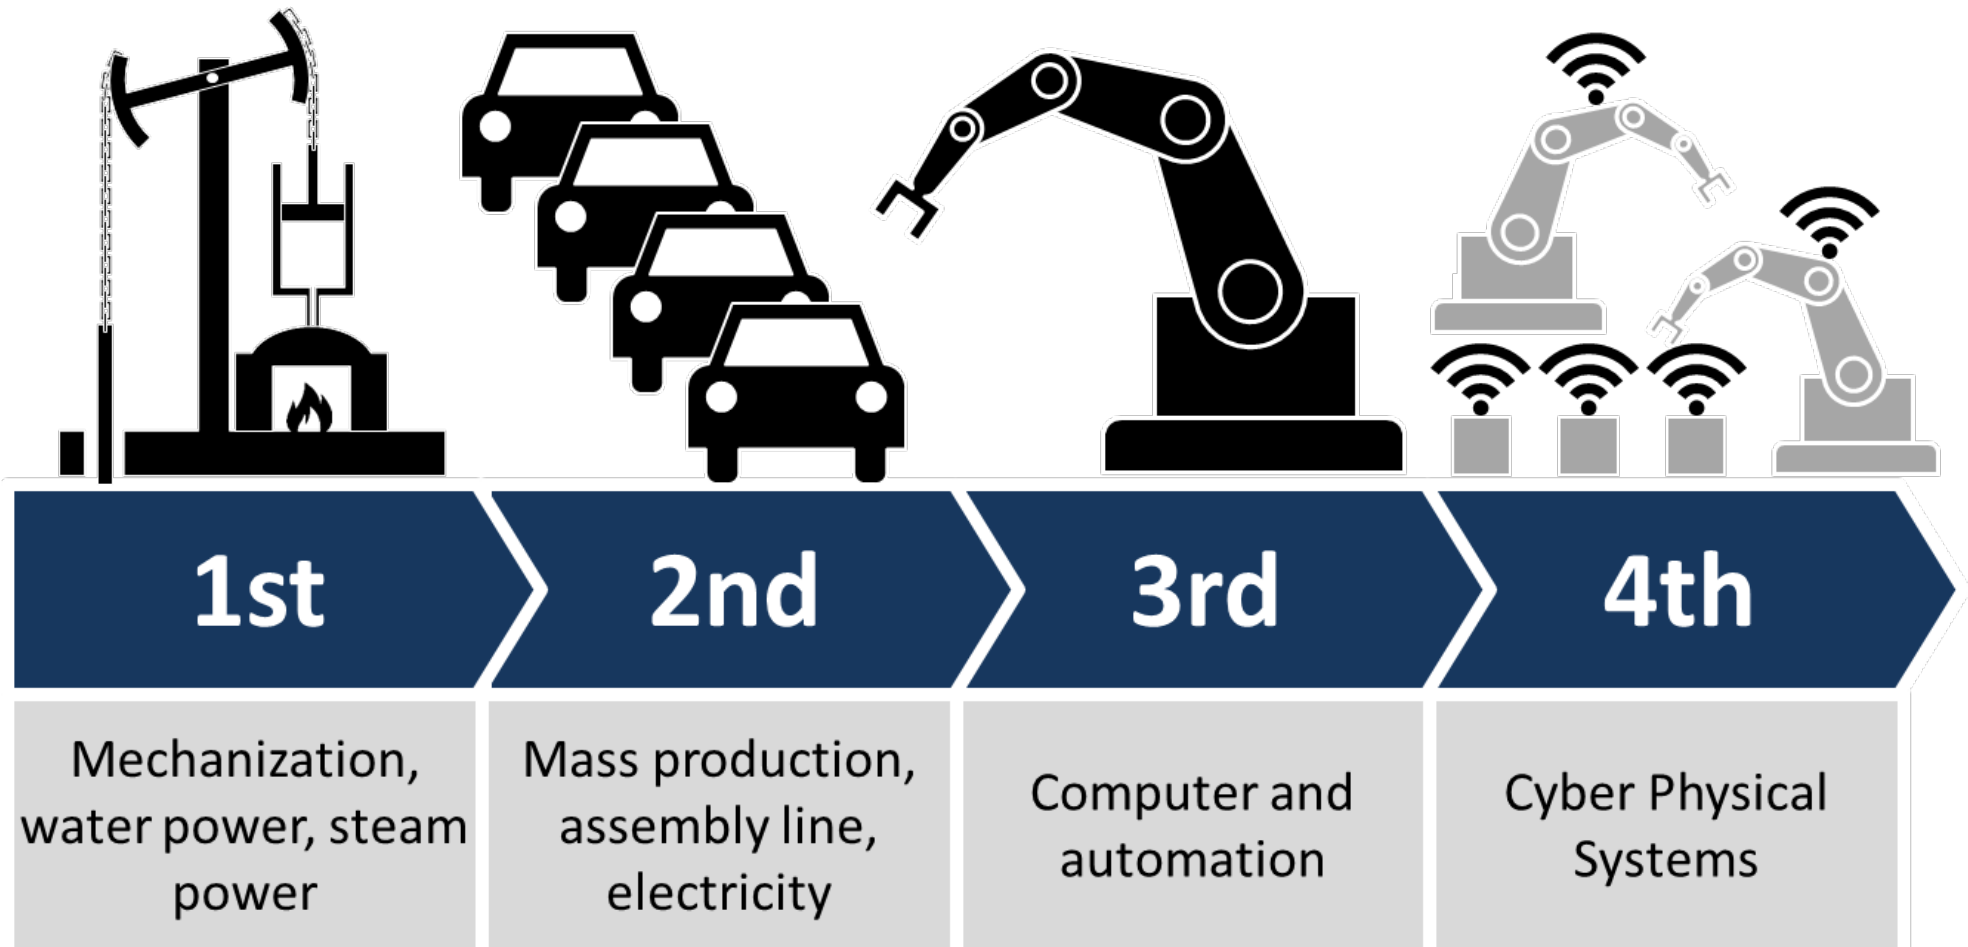 1st
2nd
3rd
4th
Mechanization,
water power, steam
power
Mass production,
assembly line,
electricity
Computer and
automation
Cyber Physical
Systems